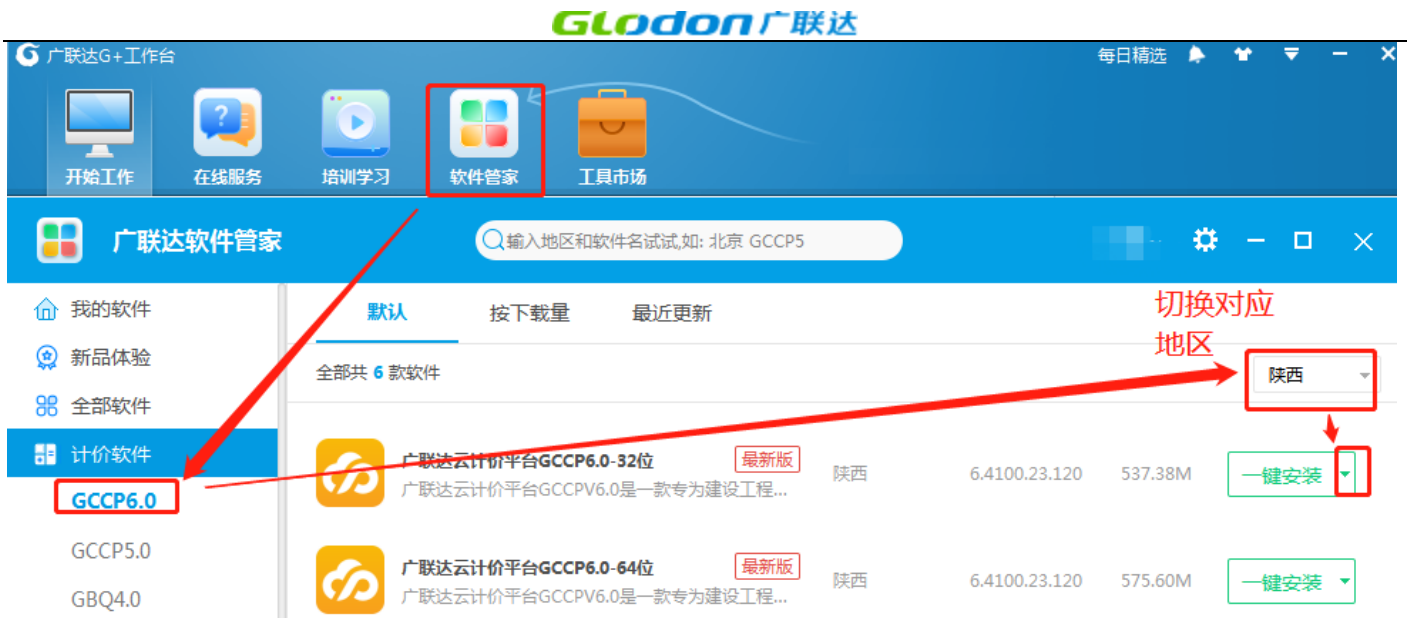 Glodon广联达
广联达G+工作台
每日精选
开始工作 在线服务 培训学习 软件管家 工具市场
广联达软件管家
输入地区和软件名试试,如: 北京 GCCP5
我的软件
默认 按下载量 最近更新
切换对应
地区
新品体验
全部共 6 款软件
陕西
全部软件
计价软件
广联达云计价平台GCCP6.0-32位 最新版
广联达云计价平台GCCPV6.0是一款专为建设工程...
陕西 6.4100.23.120 537.38M 一键安装
GCCP6.0
GCCP5.0
广联达云计价平台GCCP6.0-64位 最新版
广联达云计价平台GCCPV6.0是一款专为建设工程...
陕西 6.4100.23.120 575.60M 一键安装
GBQ4.0